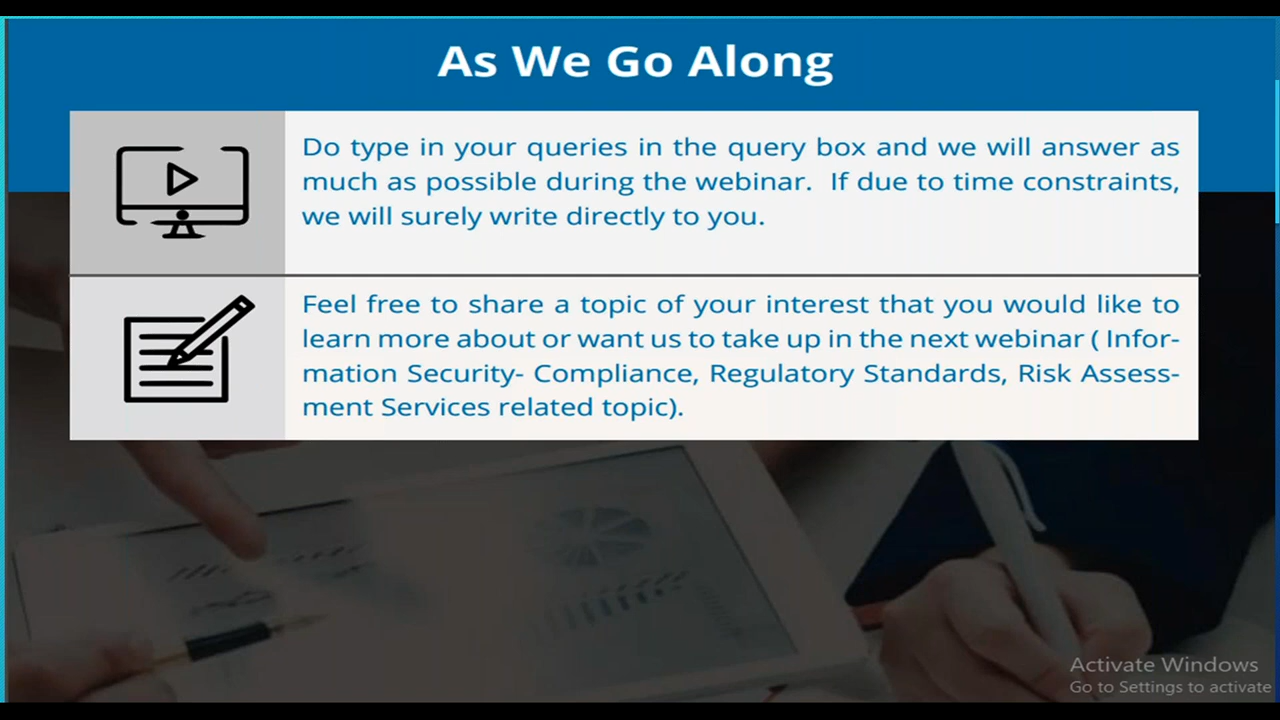 As We Go Along
Do type in your queries in the query box and we will answer as
much as possible during the webinar.  If due to time constraints,
we will surely write directly to you.
Feel free to share a topic of your interest that you would like to
learn more about or want us to take up in the next webinar ( Infor-
mation Security- Compliance, Regulatory Standards, Risk Assess-
ment Services related topic).
Activate Windows
Go to Settings to activate